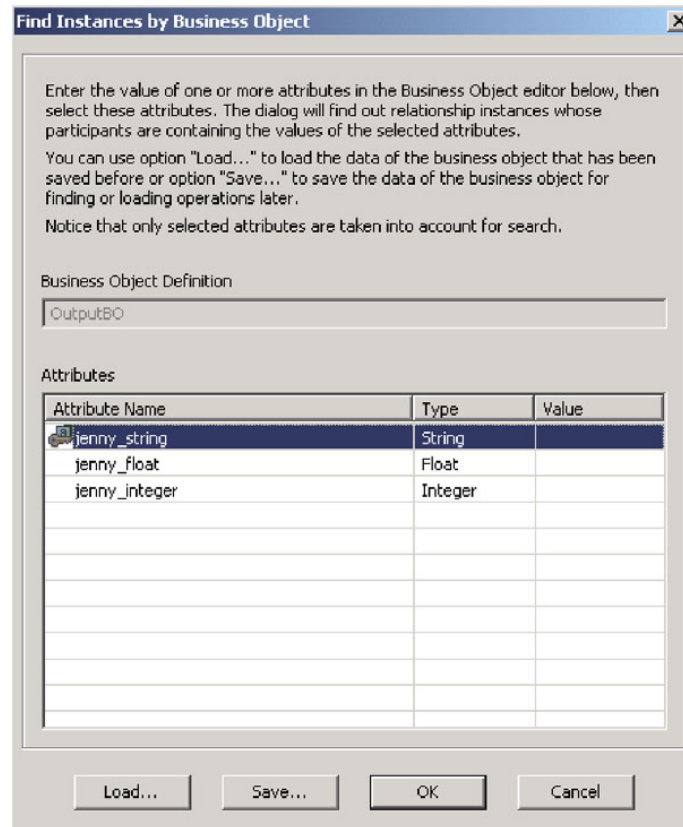 Find Instances by Business Object
Enter the value of one or more attributes in the Business Object editor below, then
select these attributes. The dialog will find out relationship instances whose
participants are containing the values of the selected attributes.
You can use option "Load..." to load the data of the business object that has been
saved before or option "Save..." to save the data of the business object for
finding or loading operations later.
Notice that only selected attributes are taken into account for search.
Business Object Definition
OutputBO
Attributes
Attribute Name Type Value
jenny_string String
jenny_float Float
jenny_integer Integer
Load... Save... OK Cancel